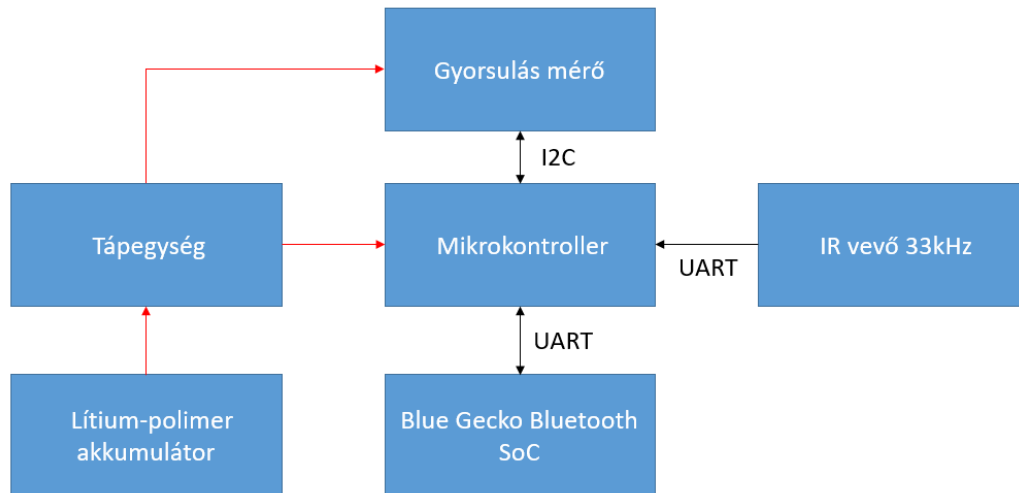 Gyorsulás mérő
I2C
Tápegység
Mikrokontroller
IR vevő 33kHz
UART
UART
Lítium-polimer
akkumulátor
Blue Gecko Bluetooth
SoC